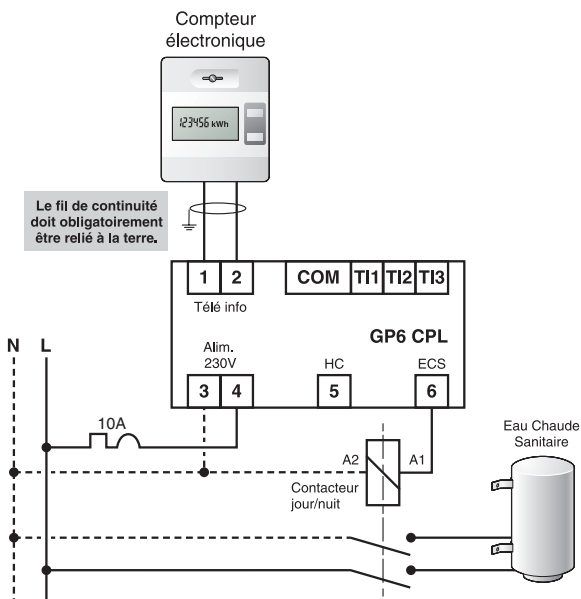 Compteur
électronique
123456 kWh
Le fil de continuité
doit obligatoirement
être relié à la terre.
1 2
COM TI1 TI2 TI3
Télé info
GP6 CPL
N L
Alim.
230V
HC
ECS
3 4
5
6
10A
Eau Chaude
Sanitaire
A2
A1
Contacteur
jour/nuit